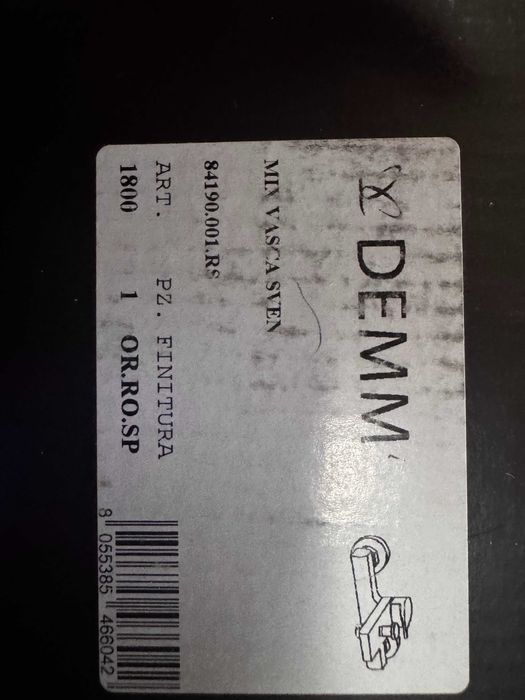 DEMM
MIX VASCA SVEN
84190.001.RS
ART. PZ. FINITURA
1800 1 OR.RO.SP
8 055385 466042